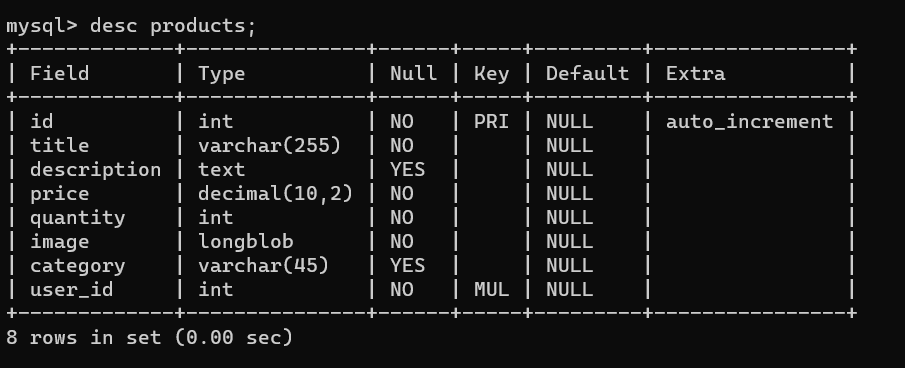 mysql> desc products;
+-------------+---------------+------+-----+---------+----------------+
| Field       | Type          | Null | Key | Default | Extra          |
+-------------+---------------+------+-----+---------+----------------+
| id          | int           | NO   | PRI | NULL    | auto_increment |
| title       | varchar(255)  | NO   |     | NULL    |                |
| description | text          | YES  |     | NULL    |                |
| price       | decimal(10,2) | NO   |     | NULL    |                |
| quantity    | int           | NO   |     | NULL    |                |
| image       | longblob      | NO   |     | NULL    |                |
| category    | varchar(45)   | YES  |     | NULL    |                |
| user_id     | int           | NO   | MUL | NULL    |                |
+-------------+---------------+------+-----+---------+----------------+
8 rows in set (0.00 sec)